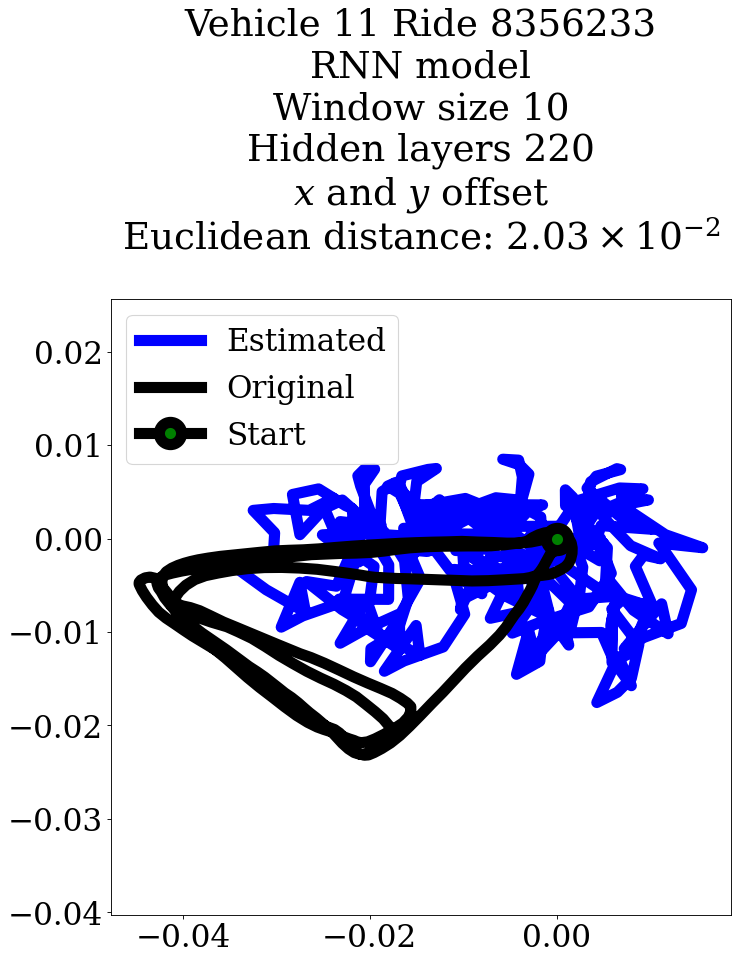 Vehicle 11 Ride 8356233
RNN model
Window size 10
Hidden layers 220
x and y offset
Euclidean distance: 2.03 × 10⁻²
Estimated
Original
Start
0.02
0.01
0.00
−0.01
−0.02
−0.03
−0.04
−0.04
−0.02
0.00